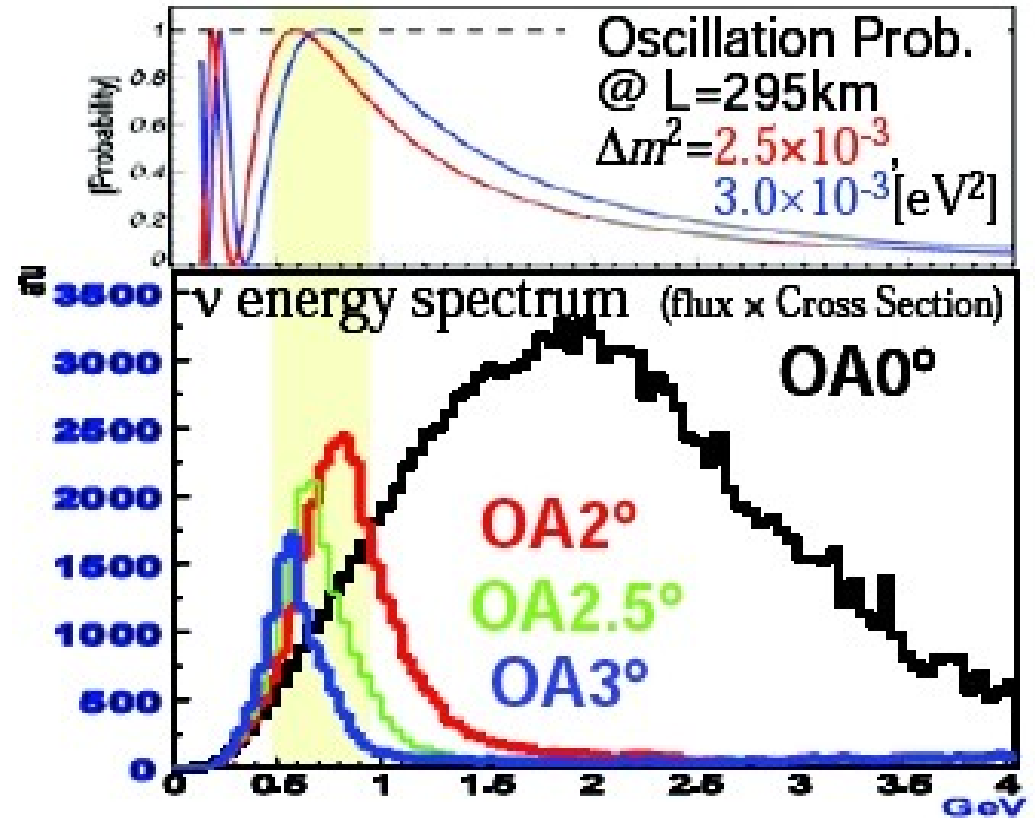 Oscillation Prob.
@ L=295km
Δm²=2.5×10⁻³,
3.0×10⁻³[eV²]
|Probability|
1
0.8
0.6
0.4
0.2
0
ν energy spectrum (flux × Cross Section)
OA0°
OA2°
OA2.5°
OA3°
3500
3000
2500
2000
1500
1000
500
0
0 0.5 1 1.5 2 2.5 3 3.5 4
GeV